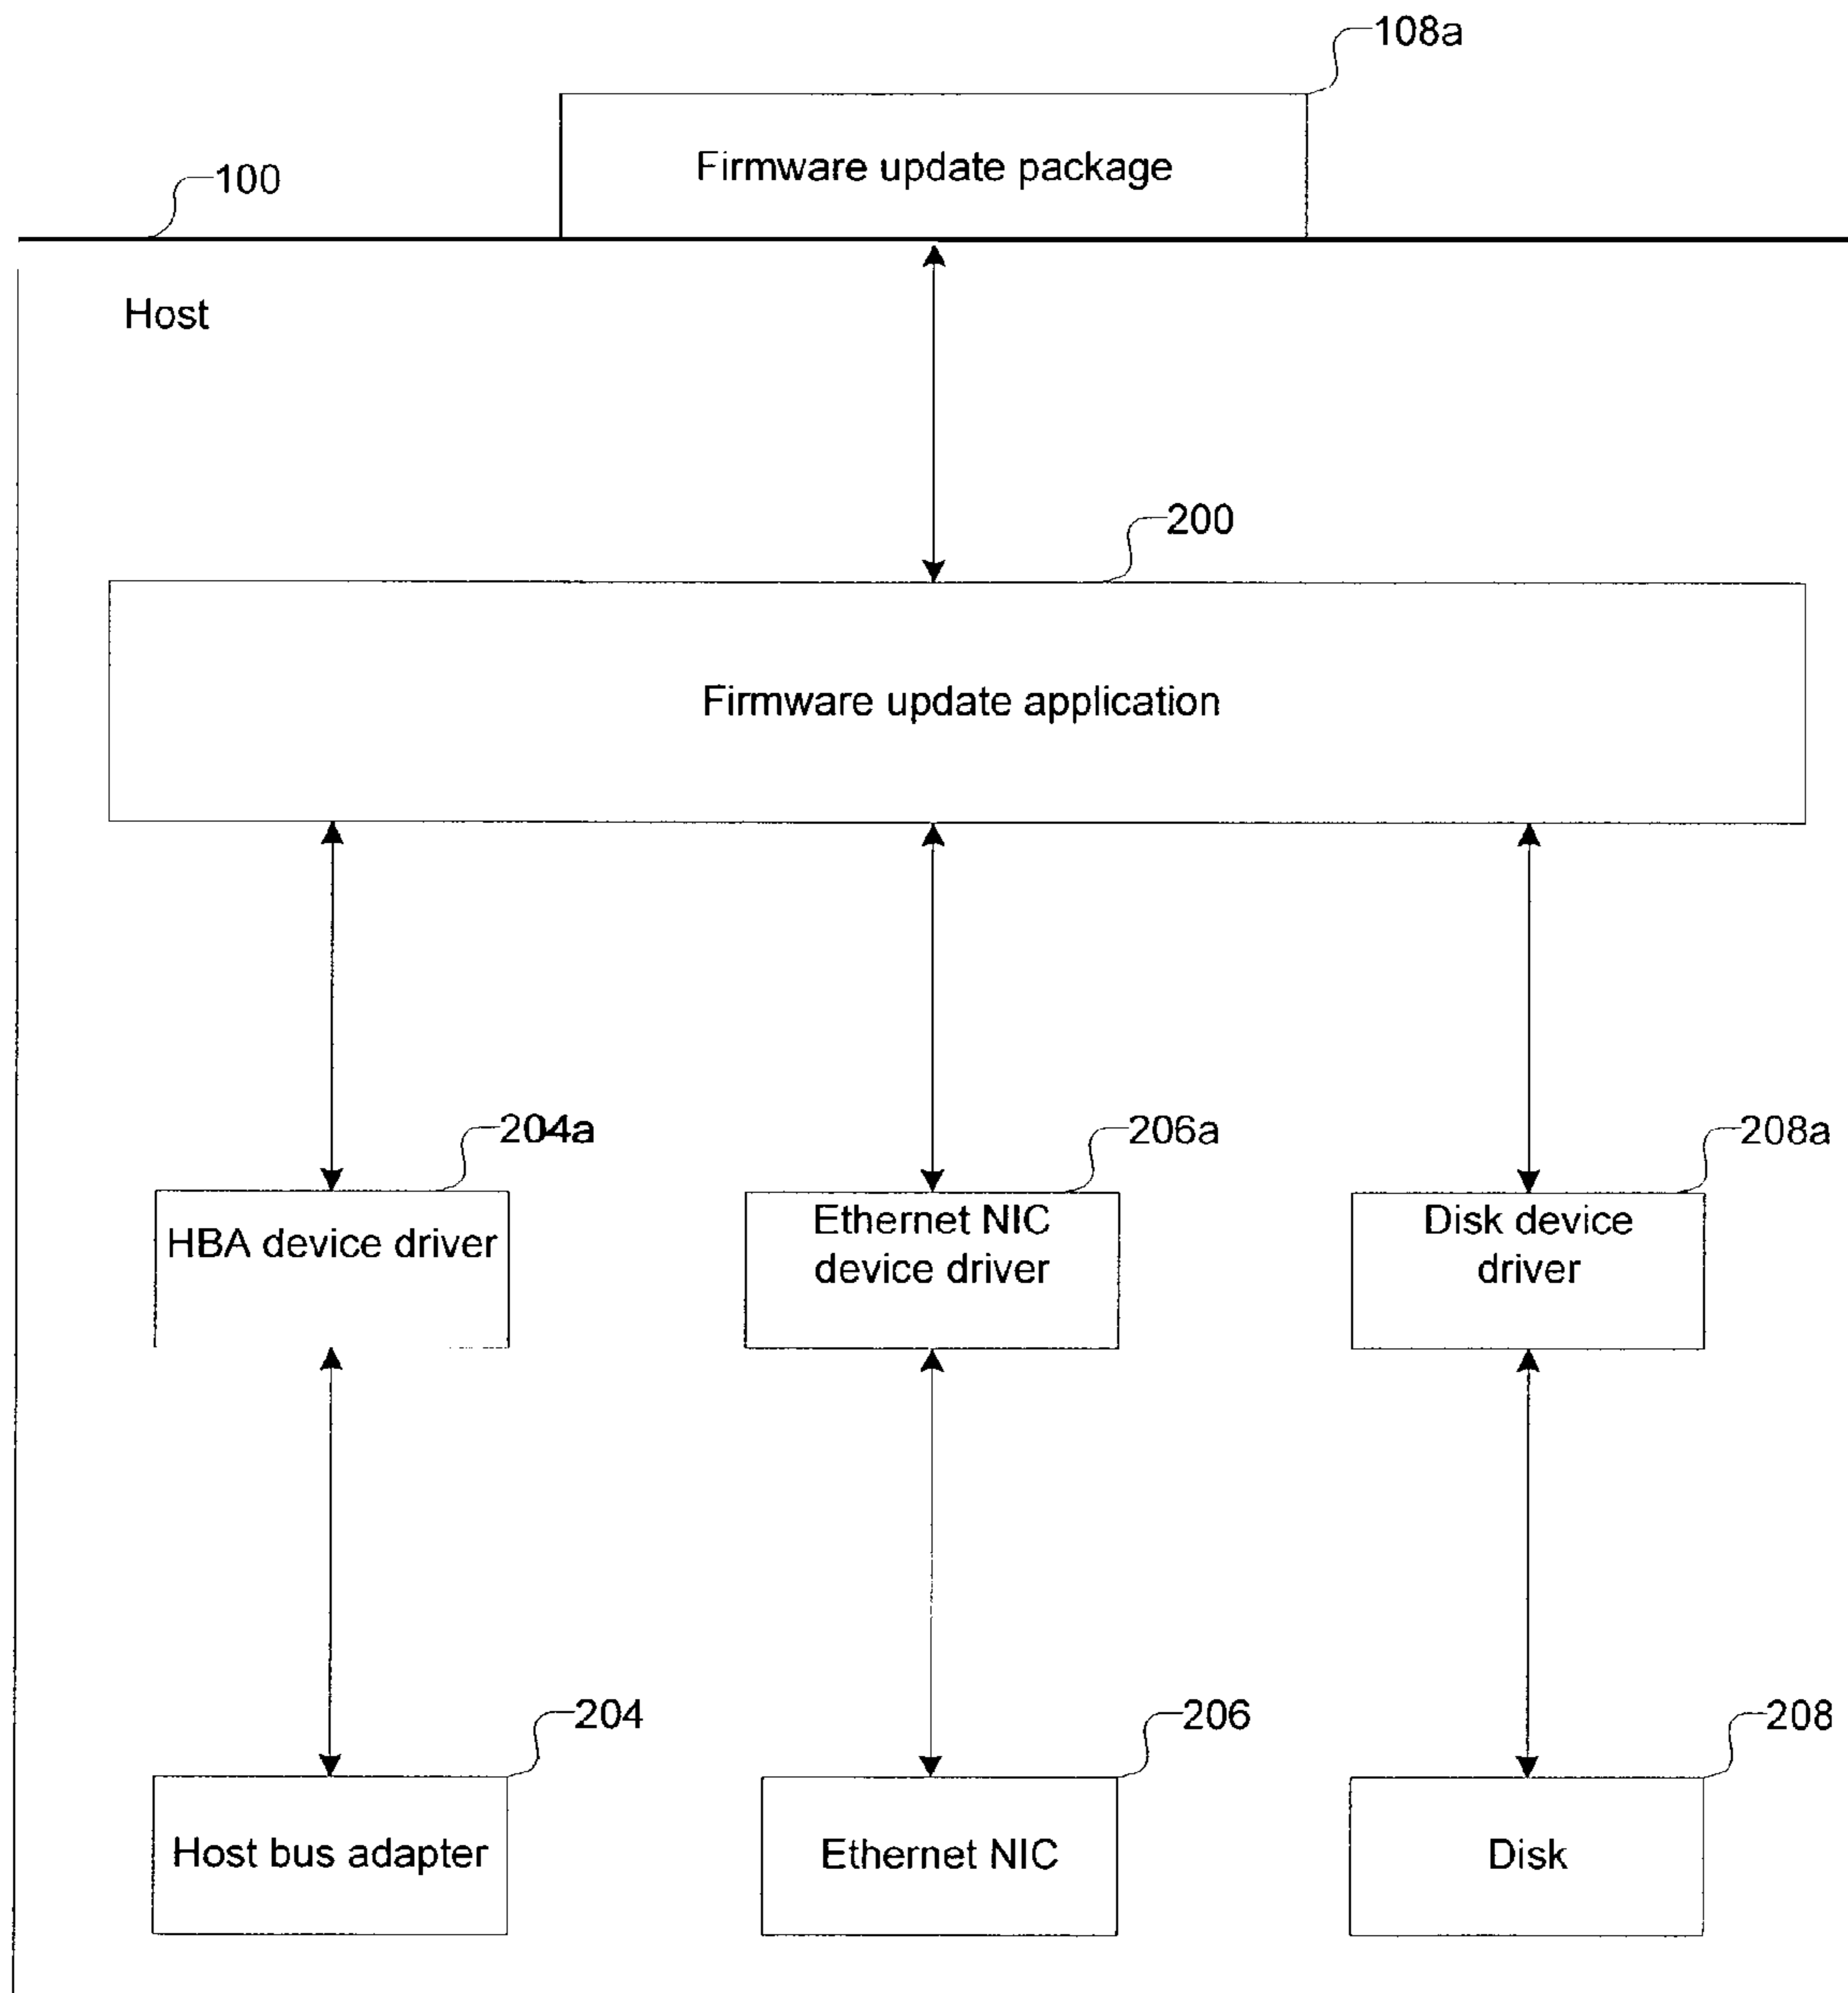 108a
Firmware update package
100
Host
200
Firmware update application
204a
206a
208a
HBA device driver
Ethernet NIC
device driver
Disk device
driver
204
206
208
Host bus adapter
Ethernet NIC
Disk